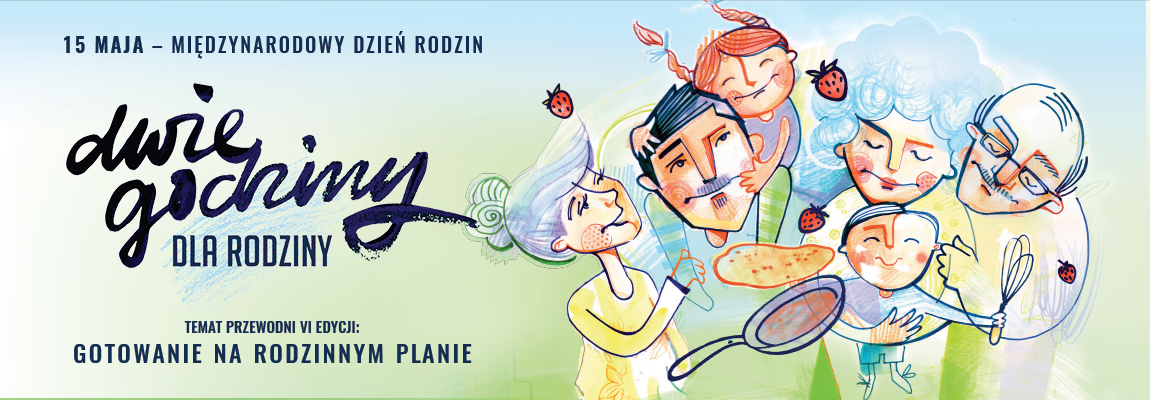 15 MAJA – MIĘDZYNARODOWY DZIEŃ RODZIN
dwie
godziny
DLA RODZINY
TEMAT PRZEWODNI VI EDYCJI:
GOTOWANIE NA RODZINNYM PLANIE